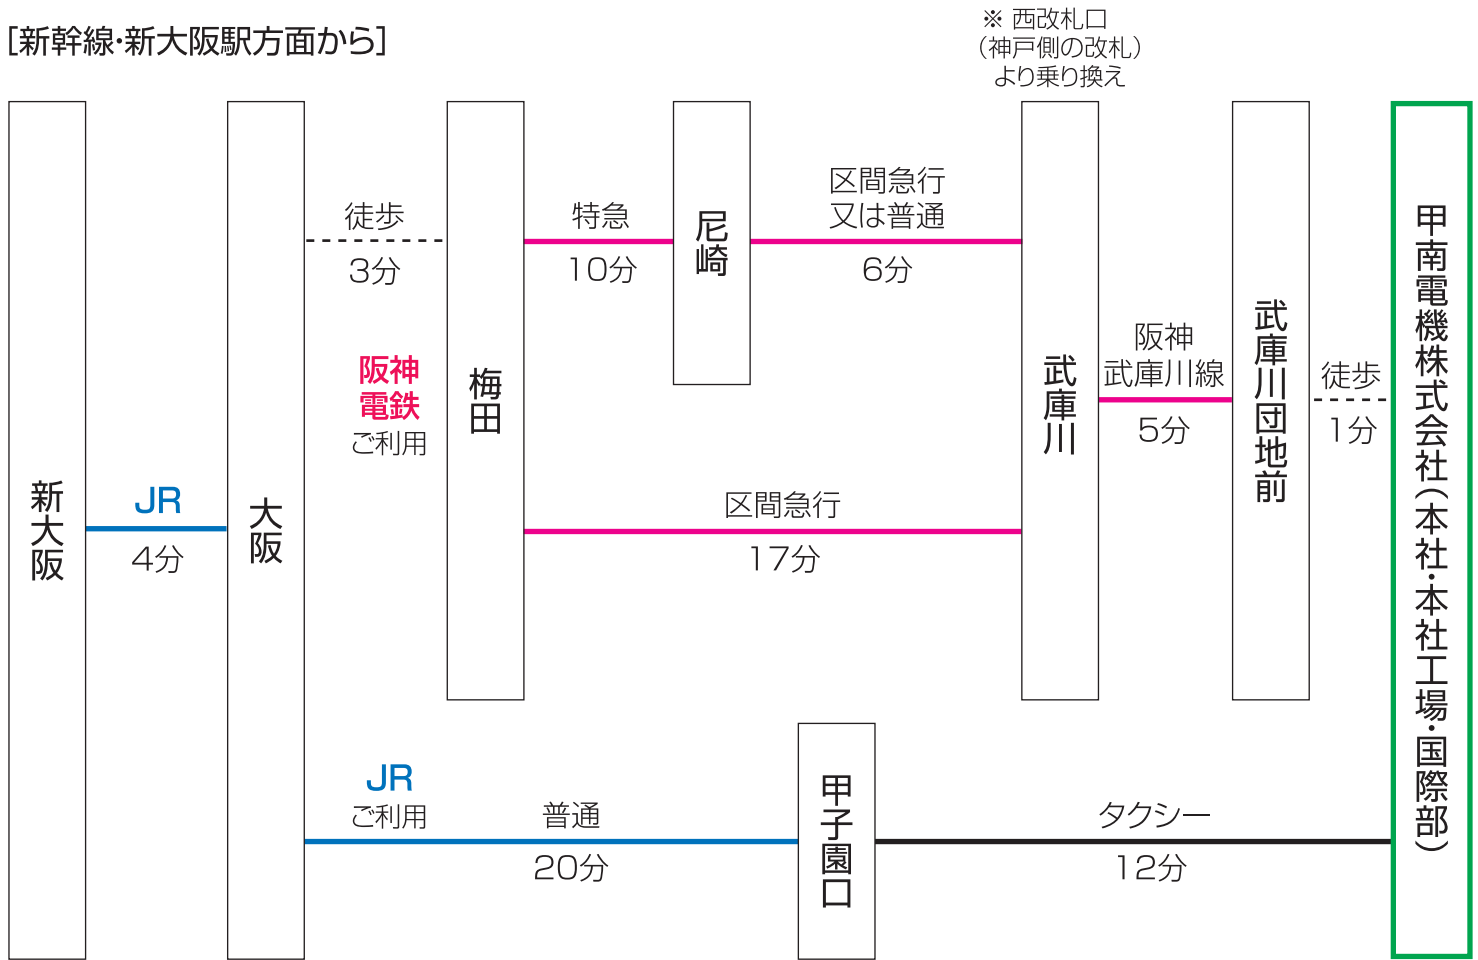 [新幹線・新大阪駅方面から]
※ 西改札口
（神戸側の改札）
より乗り換え
新大阪
JR
4分
大阪
徒歩
3分
阪神
電鉄
ご利用
梅田
特急
10分
尼崎
区間急行
又は普通
6分
区間急行
17分
武庫川
阪神
武庫川線
5分
武庫川団地前
徒歩
1分
甲南電機株式会社（本社・本社工場・国際部）
JR
ご利用
普通
20分
甲子園口
タクシー
12分